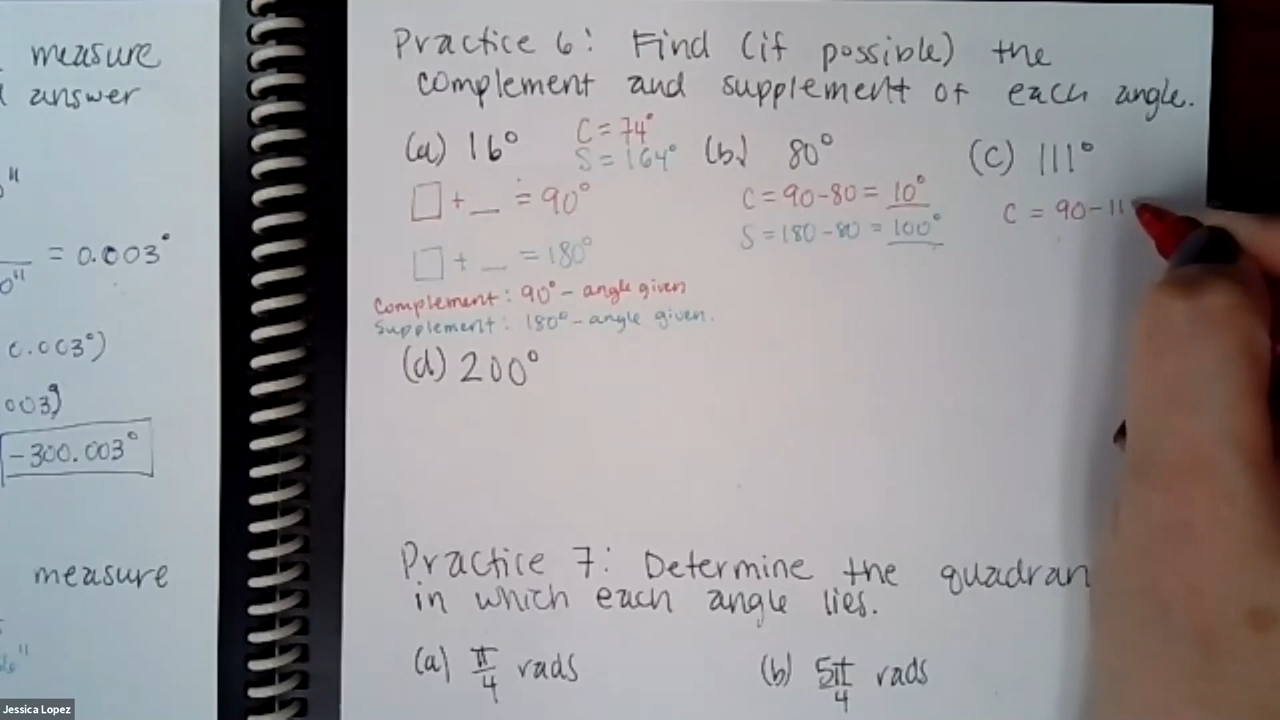 measure
answer
0"
= 0.003°
0"
0.003°)
003)
-300.003°
measure
Practice 6: Find (if possible) the
complement and supplement of each angle.
(a) 16° C = 74°
S = 164°
□ + _ = 90°
□ + _ = 180°
Complement: 90° - angle given
Supplement: 180° - angle given.
(b) 80°
C = 90-80 = 10°
S = 180-80 = 100°
(c) 111°
C = 90-11
(d) 200°
Practice 7: Determine the quadran
in which each angle lies.
(a) π/4 rads
(b) 5π/4 rads
Jessica Lopez